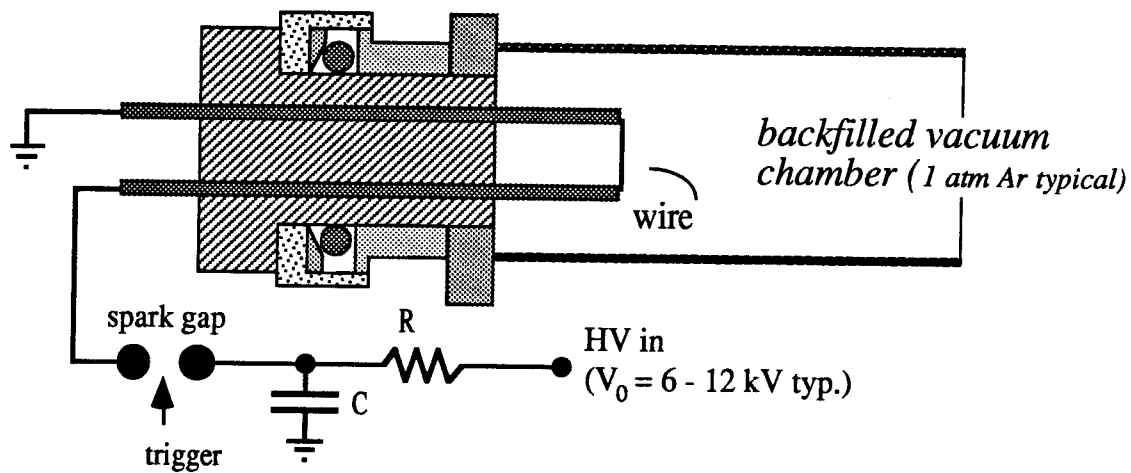 backfilled vacuum
chamber ( 1 atm Ar typical)
wire
spark gap
R
HV in
(V₀ = 6 - 12 kV typ.)
C
trigger